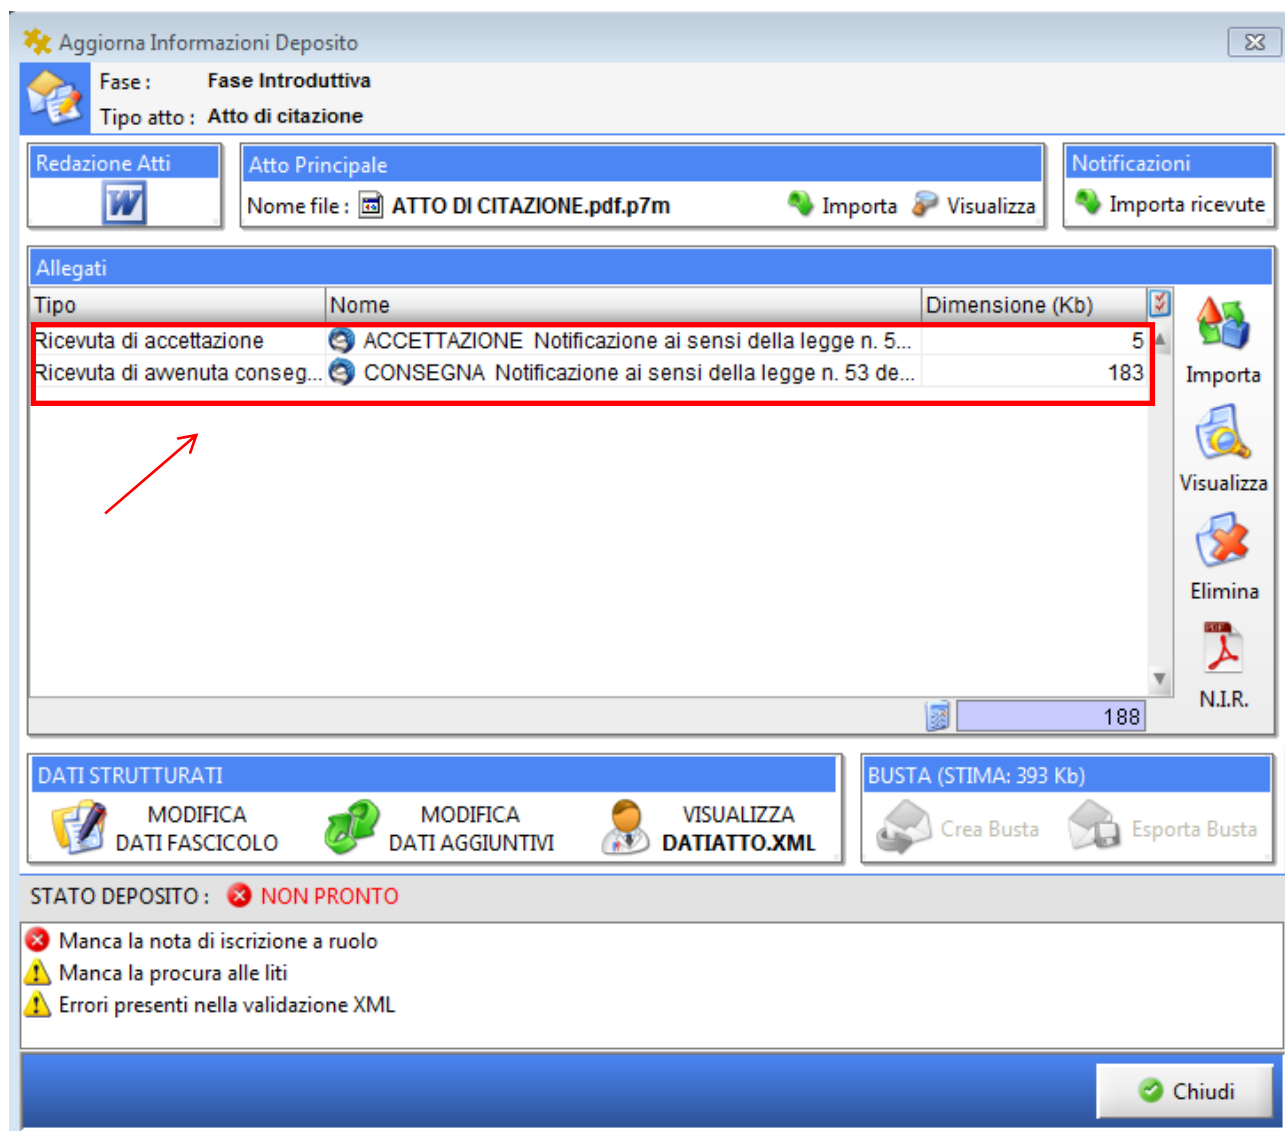 Aggiorna Informazioni Deposito
Fase : Fase Introduttiva
Tipo atto : Atto di citazione
Redazione Atti
Atto Principale
Nome file : ATTO DI CITAZIONE.pdf.p7m Importa Visualizza
Notificazioni
Importa ricevute
Allegati
Tipo Nome Dimensione (Kb)
Ricevuta di accettazione ACCETTAZIONE Notificazione ai sensi della legge n. 5... 5
Ricevuta di avvenuta conseg... CONSEGNA Notificazione ai sensi della legge n. 53 de... 183
Importa
Visualizza
Elimina
N.I.R.
188
DATI STRUTTURATI
MODIFICA
DATI FASCICOLO
MODIFICA
DATI AGGIUNTIVI
VISUALIZZA
DATIATTO.XML
BUSTA (STIMA: 393 Kb)
Crea Busta Esporta Busta
STATO DEPOSITO : NON PRONTO
Manca la nota di iscrizione a ruolo
Manca la procura alle liti
Errori presenti nella validazione XML
Chiudi